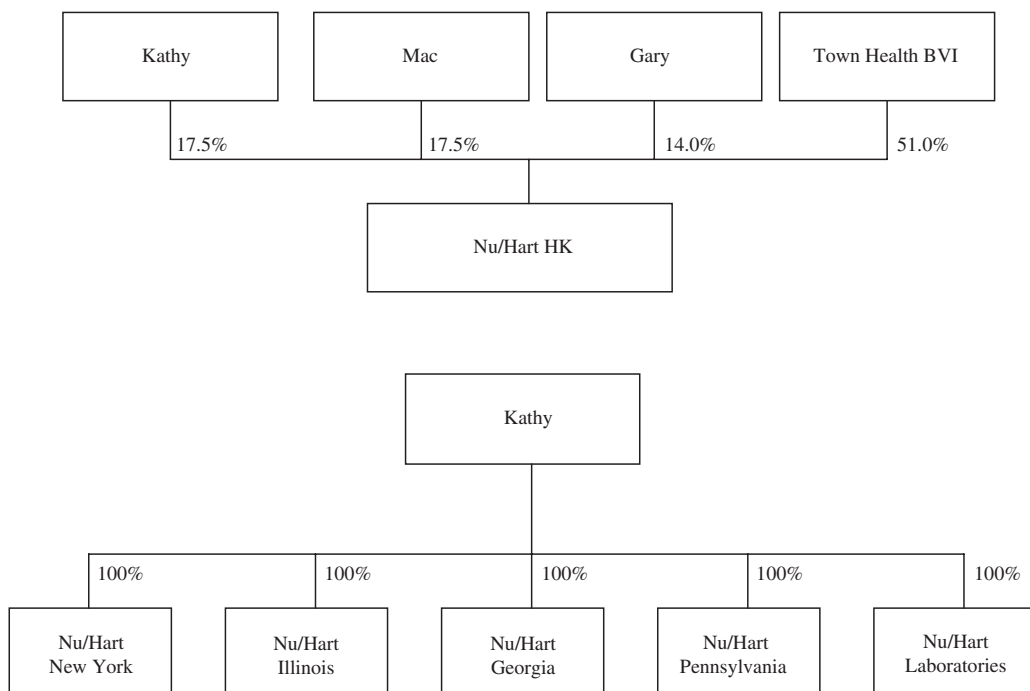 Kathy
Mac
Gary
Town Health BVI
17.5%
17.5%
14.0%
51.0%
Nu/Hart HK
Kathy
100%
100%
100%
100%
100%
Nu/Hart
New York
Nu/Hart
Illinois
Nu/Hart
Georgia
Nu/Hart
Pennsylvania
Nu/Hart
Laboratories